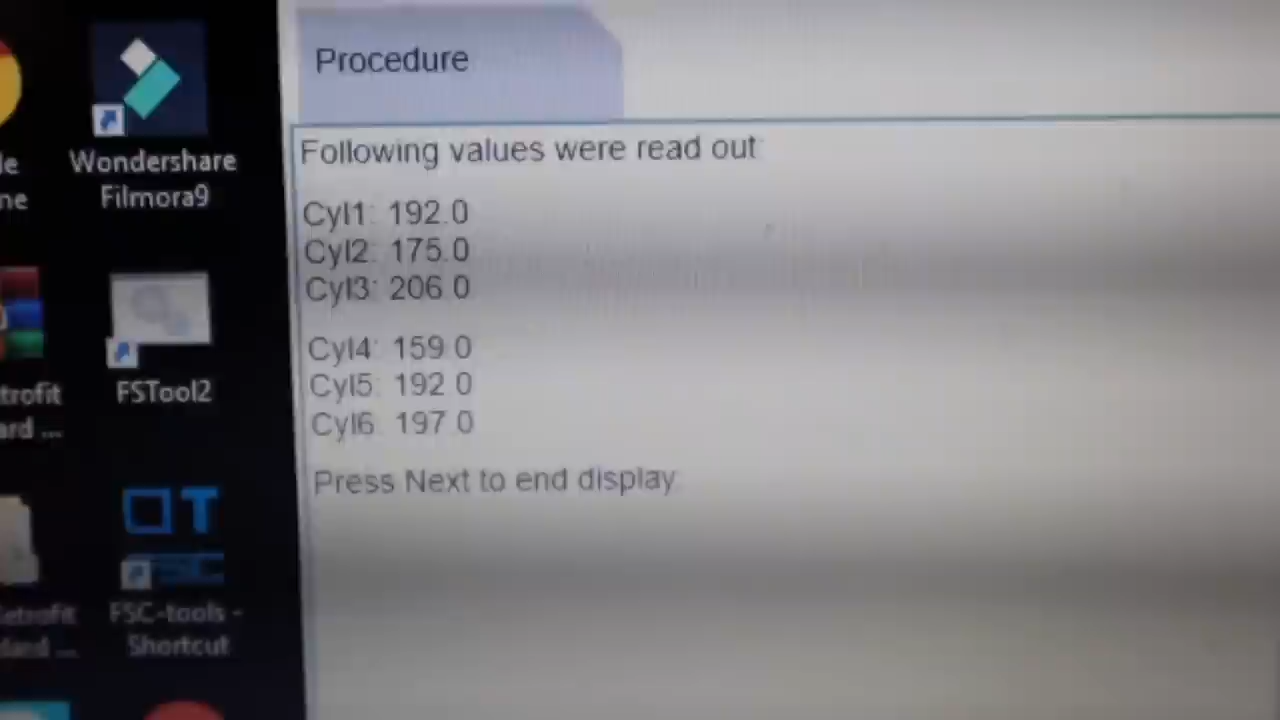 Procedure
Following values were read out
Cyl1: 192.0
Cyl2: 175.0
Cyl3: 206.0
Cyl4: 159.0
Cyl5: 192.0
Cyl6: 197.0
Press Next to end display
Wondershare
Filmora9
FSTool2
FSC-tools -
Shortcut